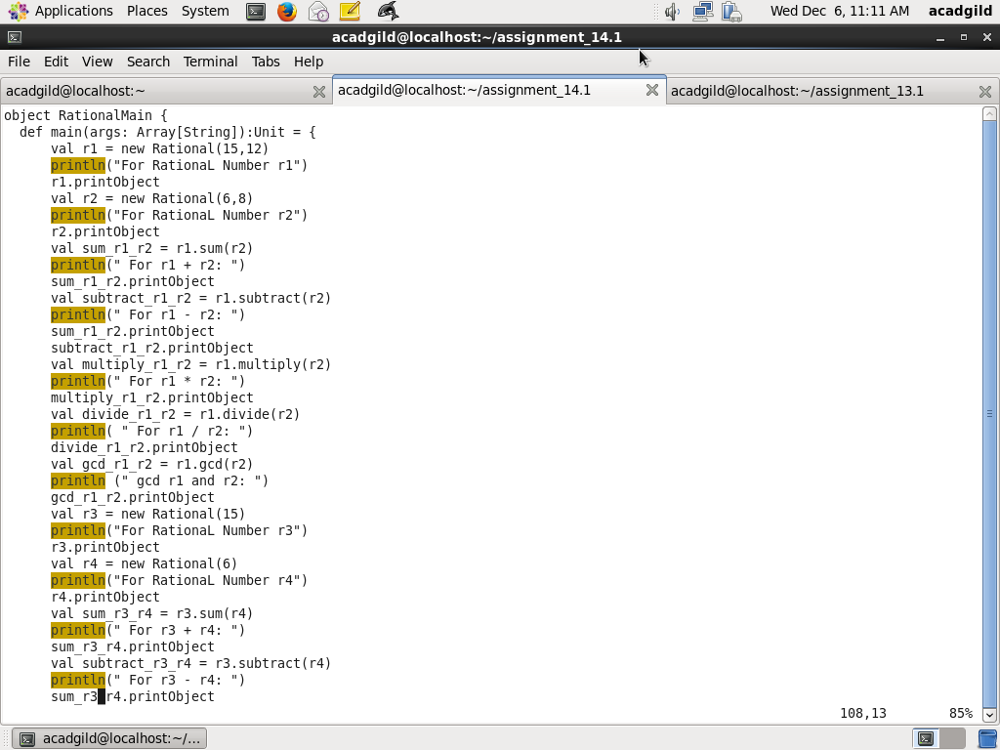 Applications Places System Wed Dec 6, 11:11 AM acadgild
acadgild@localhost:~/assignment_14.1
File Edit View Search Terminal Tabs Help
acadgild@localhost:~ acadgild@localhost:~/assignment_14.1 acadgild@localhost:~/assignment_13.1
object RationalMain {
  def main(args: Array[String]):Unit = {
      val r1 = new Rational(15,12)
      println("For RationaL Number r1")
      r1.printObject
      val r2 = new Rational(6,8)
      println("For RationaL Number r2")
      r2.printObject
      val sum_r1_r2 = r1.sum(r2)
      println(" For r1 + r2: ")
      sum_r1_r2.printObject
      val subtract_r1_r2 = r1.subtract(r2)
      println(" For r1 - r2: ")
      sum_r1_r2.printObject
      subtract_r1_r2.printObject
      val multiply_r1_r2 = r1.multiply(r2)
      println(" For r1 * r2: ")
      multiply_r1_r2.printObject
      val divide_r1_r2 = r1.divide(r2)
      println( " For r1 / r2: ")
      divide_r1_r2.printObject
      val gcd_r1_r2 = r1.gcd(r2)
      println (" gcd r1 and r2: ")
      gcd_r1_r2.printObject
      val r3 = new Rational(15)
      println("For RationaL Number r3")
      r3.printObject
      val r4 = new Rational(6)
      println("For RationaL Number r4")
      r4.printObject
      val sum_r3_r4 = r3.sum(r4)
      println(" For r3 + r4: ")
      sum_r3_r4.printObject
      val subtract_r3_r4 = r3.subtract(r4)
      println(" For r3 - r4: ")
      sum_r3_r4.printObject
108,13 85%
acadgild@localhost:~/...